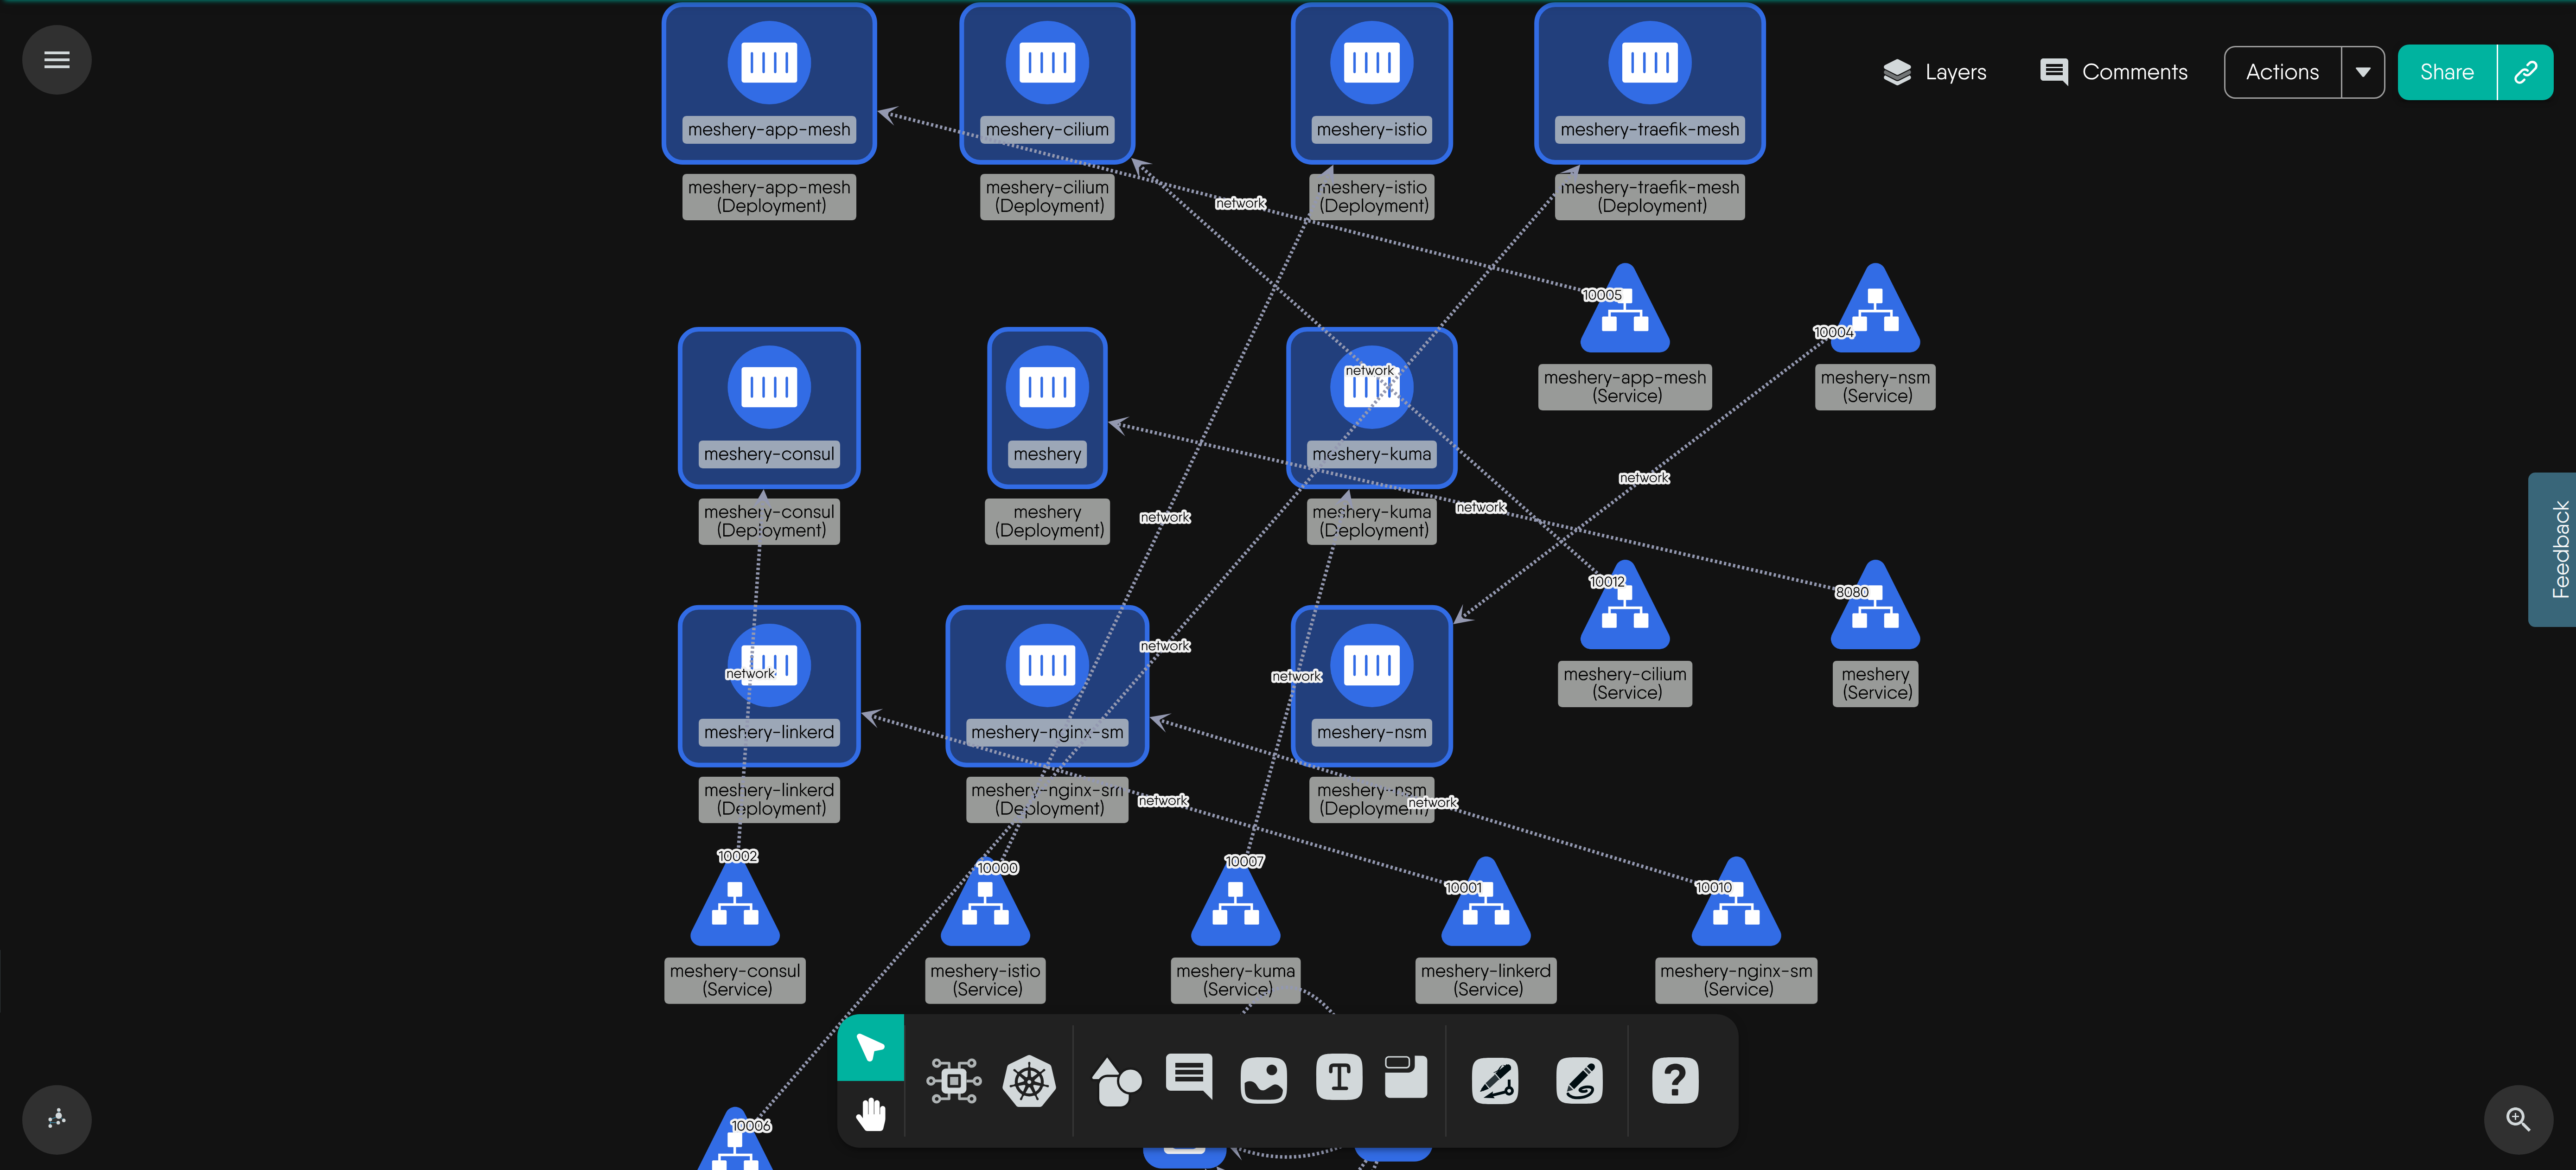 meshery-app-mesh
meshery-cilium
meshery-istio
meshery-traefik-mesh
Layers
Comments
Actions
Share
meshery-app-mesh
(Deployment)
meshery-cilium
(Deployment)
meshery-istio
(Deployment)
meshery-traefik-mesh
(Deployment)
network
10005
10004
meshery-app-mesh
(Service)
meshery-nsm
(Service)
network
meshery-consul
meshery
meshery-kuma
network
meshery-consul
(Deployment)
meshery
(Deployment)
meshery-kuma
(Deployment)
network
network
Feedback
10012
8080
network
network
network
meshery-cilium
(Service)
meshery
(Service)
meshery-linkerd
meshery-nginx-sm
meshery-nsm
meshery-linkerd
(Deployment)
meshery-nginx-sm
(Deployment)
meshery-nsm
(Deployment)
network
network
10002
10000
10007
10001
10010
meshery-consul
(Service)
meshery-istio
(Service)
meshery-kuma
(Service)
meshery-linkerd
(Service)
meshery-nginx-sm
(Service)
T
?
10006